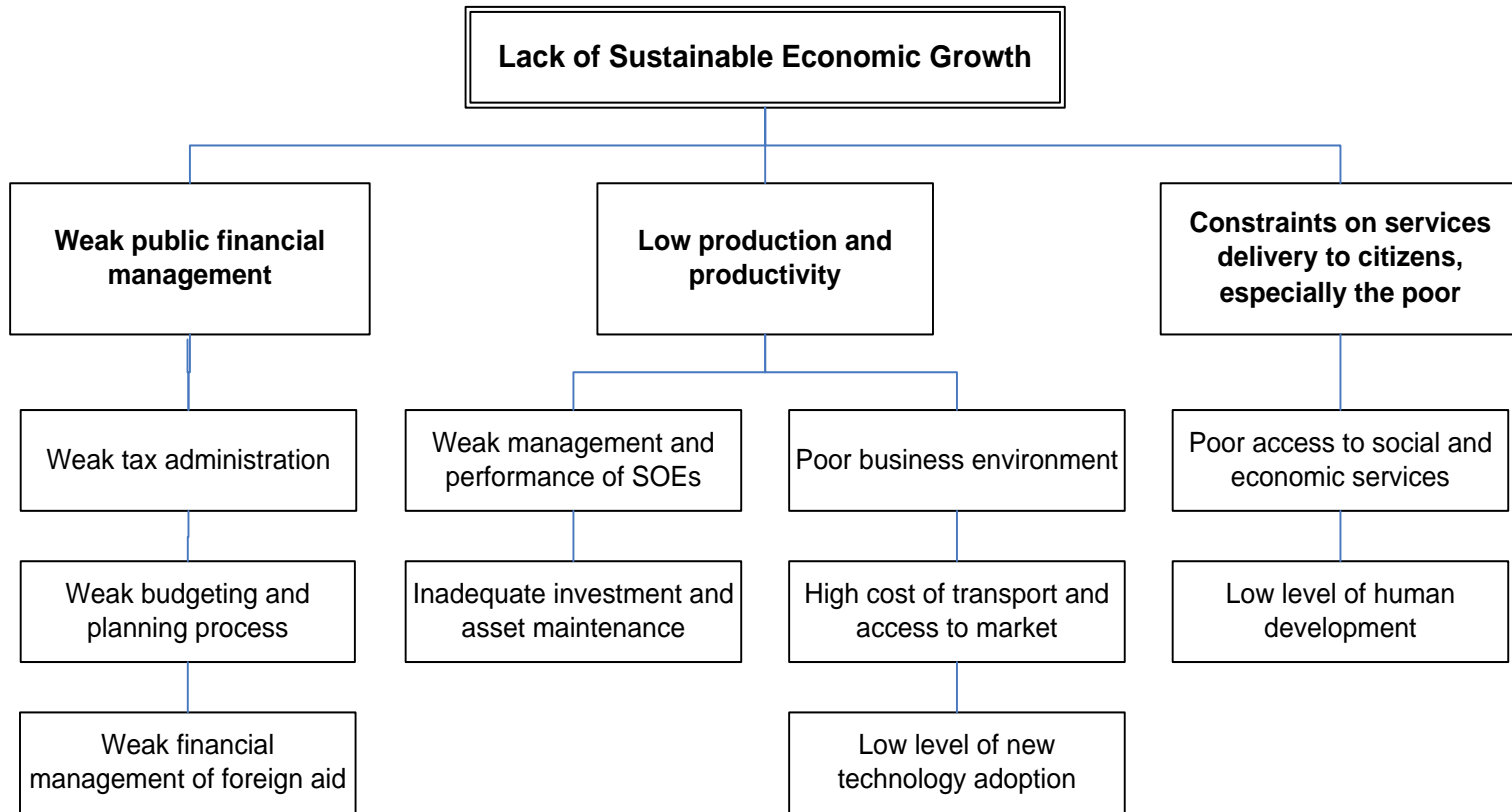 Lack of Sustainable Economic Growth
Weak public financial
management
Low production and
productivity
Constraints on services
delivery to citizens,
especially the poor
Weak tax administration
Weak management and
performance of SOEs
Poor business environment
Poor access to social and
economic services
Weak budgeting and
planning process
Inadequate investment and
asset maintenance
High cost of transport and
access to market
Low level of human
development
Weak financial
management of foreign aid
Low level of new
technology adoption